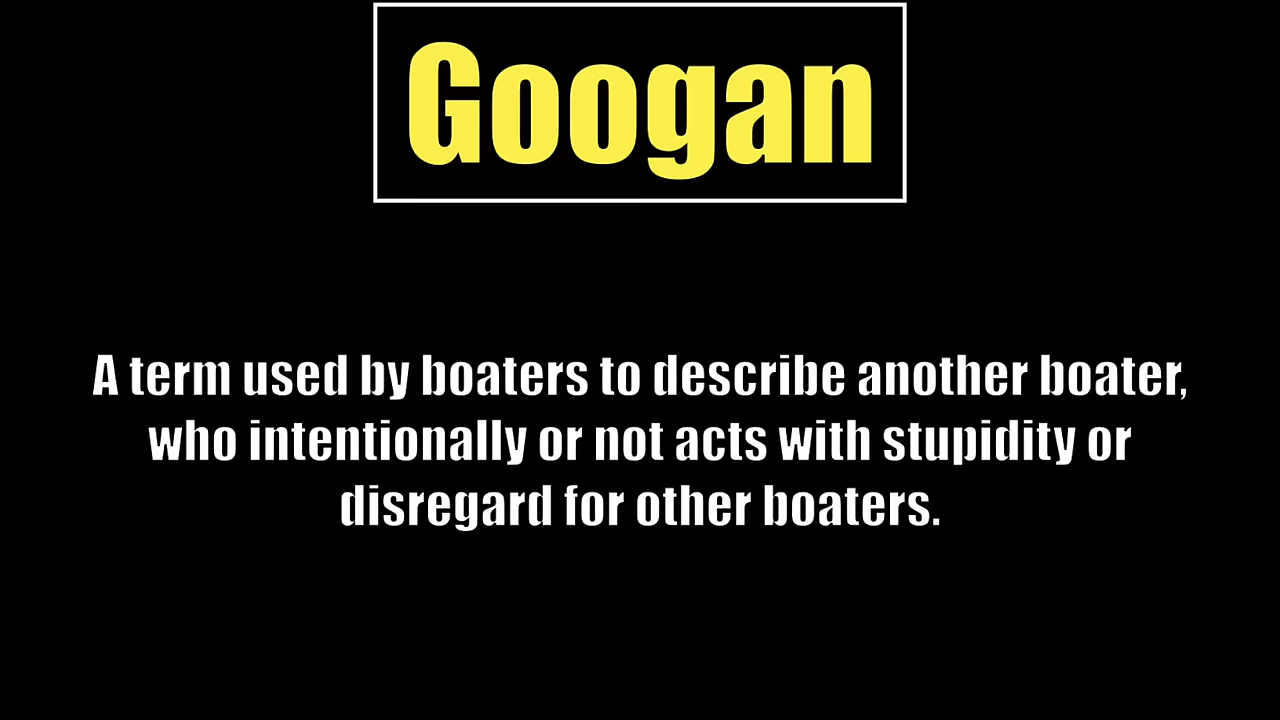 Googan
A term used by boaters to describe another boater,
who intentionally or not acts with stupidity or
disregard for other boaters.